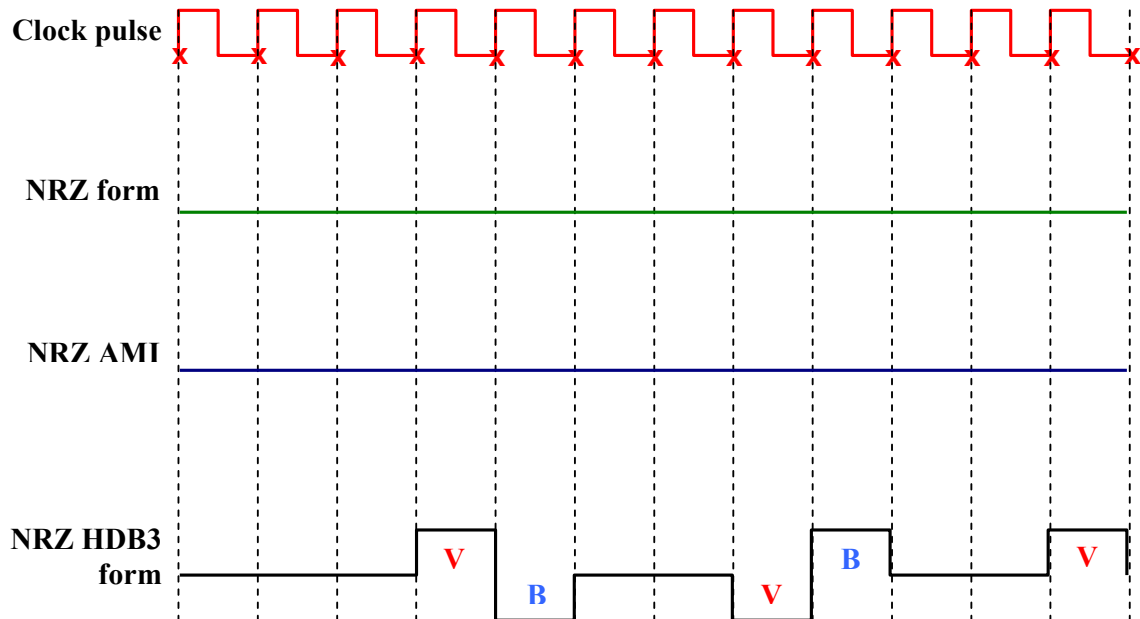 Clock pulse
x x x x x x x x x x x x x
NRZ form
NRZ AMI
NRZ HDB3
form
V B V B V